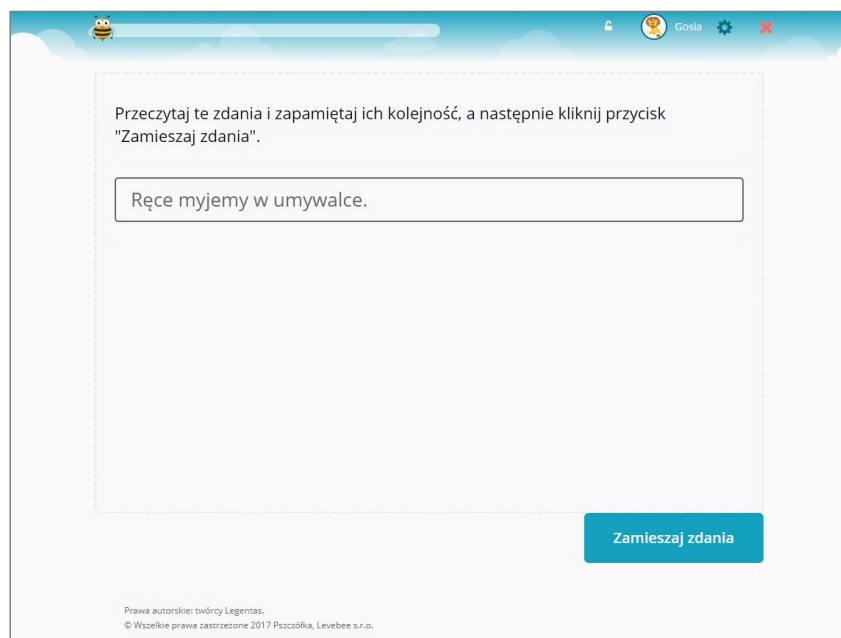 Gosia
Przeczytaj te zdania i zapamiętaj ich kolejność, a następnie kliknij przycisk
"Zamieszaj zdania".
Ręce myjemy w umywalce.
Zamieszaj zdania
Prawa autorskie: twórcy Legentas.
© Wszelkie prawa zastrzeżone 2017 Pszczółka, Levebee s.r.o.